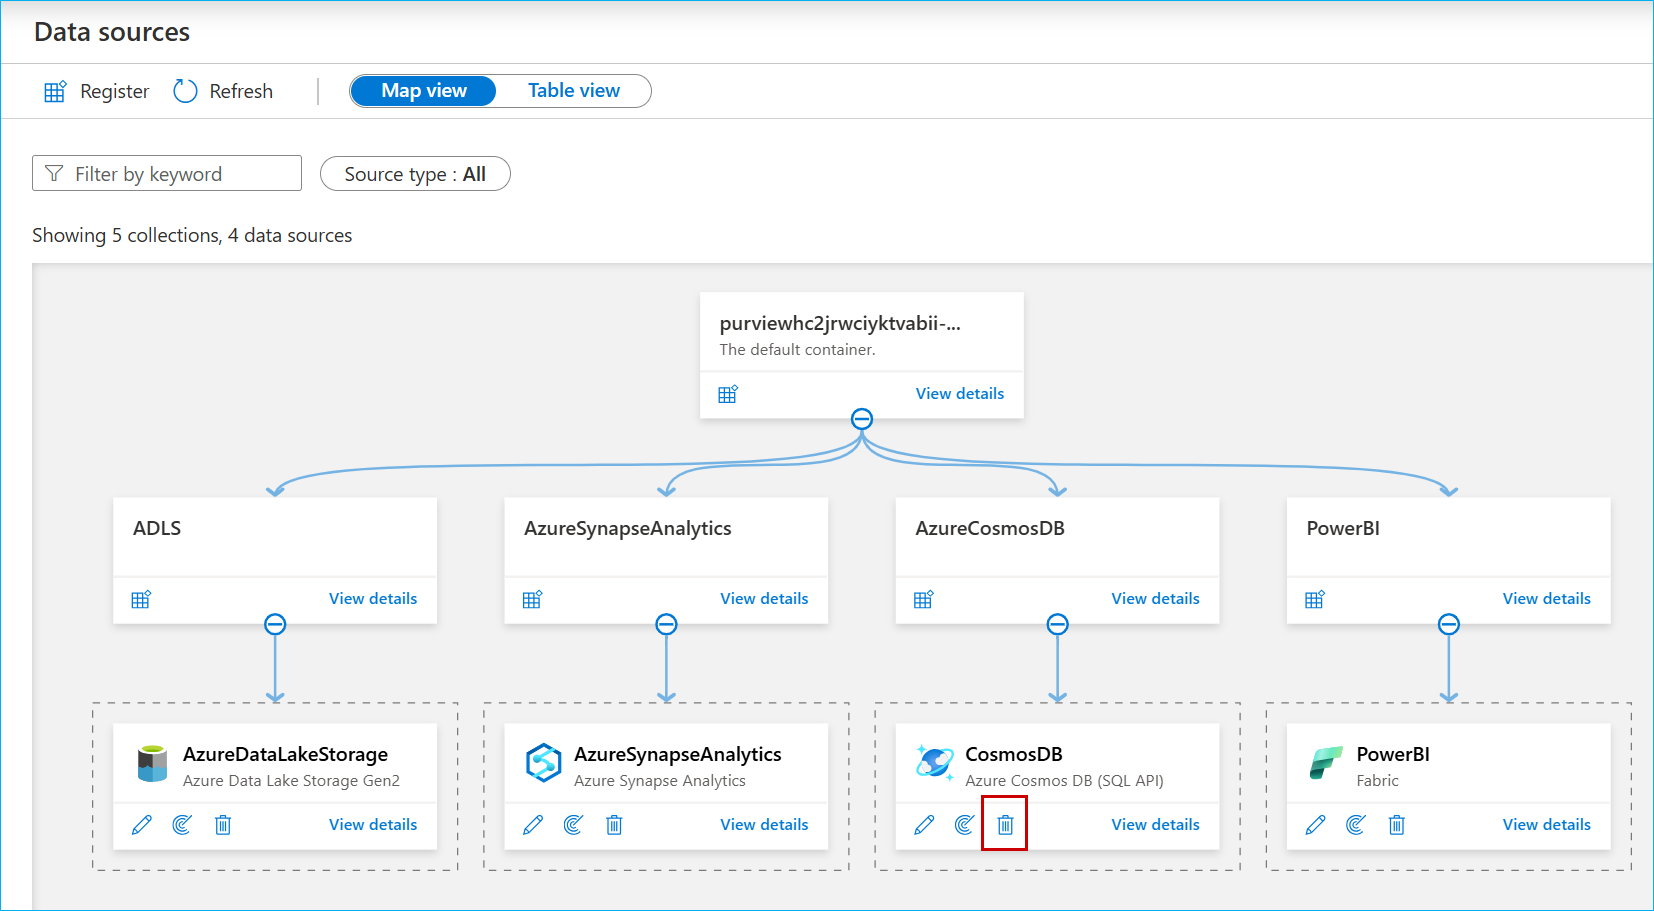 Data sources
Register Refresh Map view Table view
Filter by keyword Source type : All
Showing 5 collections, 4 data sources
purviewhc2jrwciyktvabii-...
The default container.
View details
ADLS AzureSynapseAnalytics AzureCosmosDB PowerBI
View details View details View details View details
AzureDataLakeStorage AzureSynapseAnalytics CosmosDB PowerBI
Azure Data Lake Storage Gen2 Azure Synapse Analytics Azure Cosmos DB (SQL API) Fabric
View details View details View details View details